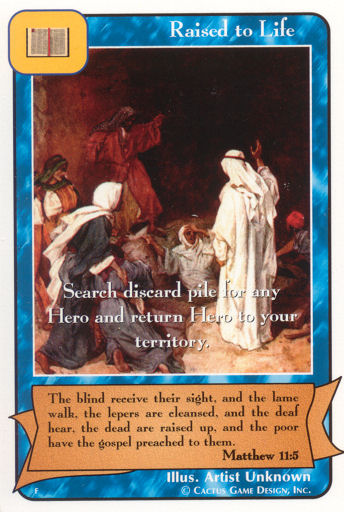 Raised to Life
Search discard pile for any
Hero and return Hero to your
territory.
The blind receive their sight, and the lame
walk, the lepers are cleansed, and the deaf
hear, the dead are raised up, and the poor
have the gospel preached to them.
Matthew 11:5
Illus. Artist Unknown
F
© Cactus Game Design, Inc.